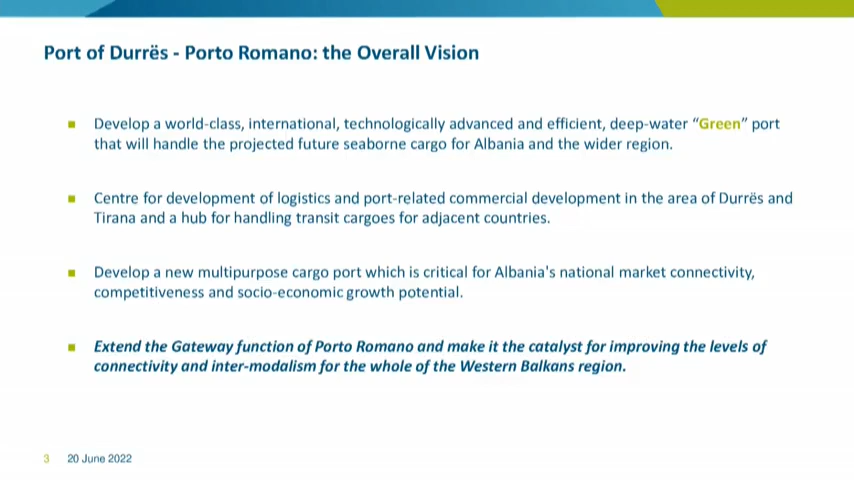 Port of Durrës - Porto Romano: the Overall Vision
Develop a world-class, international, technologically advanced and efficient, deep-water “Green” port
that will handle the projected future seaborne cargo for Albania and the wider region.
Centre for development of logistics and port-related commercial development in the area of Durrës and
Tirana and a hub for handling transit cargoes for adjacent countries.
Develop a new multipurpose cargo port which is critical for Albania's national market connectivity,
competitiveness and socio-economic growth potential.
Extend the Gateway function of Porto Romano and make it the catalyst for improving the levels of
connectivity and inter-modalism for the whole of the Western Balkans region.
3 20 June 2022